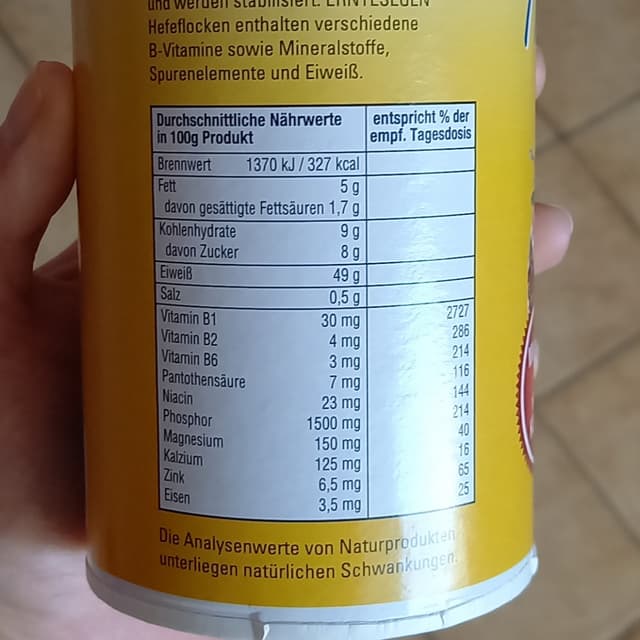 und werden stabilisiert. ERNTESEGEN
Hefeflocken enthalten verschiedene
B-Vitamine sowie Mineralstoffe,
Spurenelemente und Eiweiß.
Durchschnittliche Nährwerte in 100g Produkt
entspricht % der empf. Tagesdosis
Brennwert 1370 kJ / 327 kcal
Fett 5 g
davon gesättigte Fettsäuren 1,7 g
Kohlenhydrate 9 g
davon Zucker 8 g
Eiweiß 49 g
Salz 0,5 g
Vitamin B1 30 mg 2727
Vitamin B2 4 mg 286
Vitamin B6 3 mg 214
Pantothensäure 7 mg 116
Niacin 23 mg 144
Phosphor 1500 mg 214
Magnesium 150 mg 40
Kalzium 125 mg 16
Zink 6,5 mg 65
Eisen 3,5 mg 25
Die Analysenwerte von Naturprodukten
unterliegen natürlichen Schwankungen.